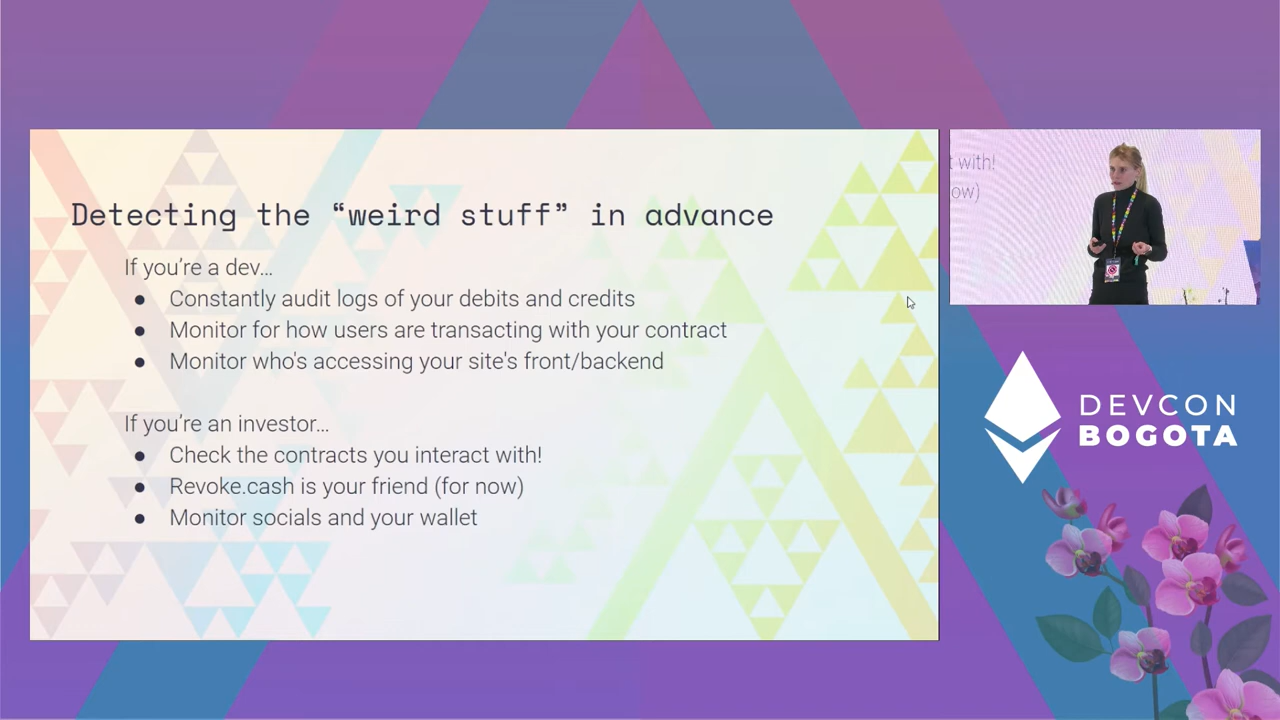 Detecting the “weird stuff” in advance
If you’re a dev…
● Constantly audit logs of your debits and credits
● Monitor for how users are transacting with your contract
● Monitor who's accessing your site's front/backend
If you’re an investor…
● Check the contracts you interact with!
● Revoke.cash is your friend (for now)
● Monitor socials and your wallet
t with!
ow)
DEVCON
BOGOTA